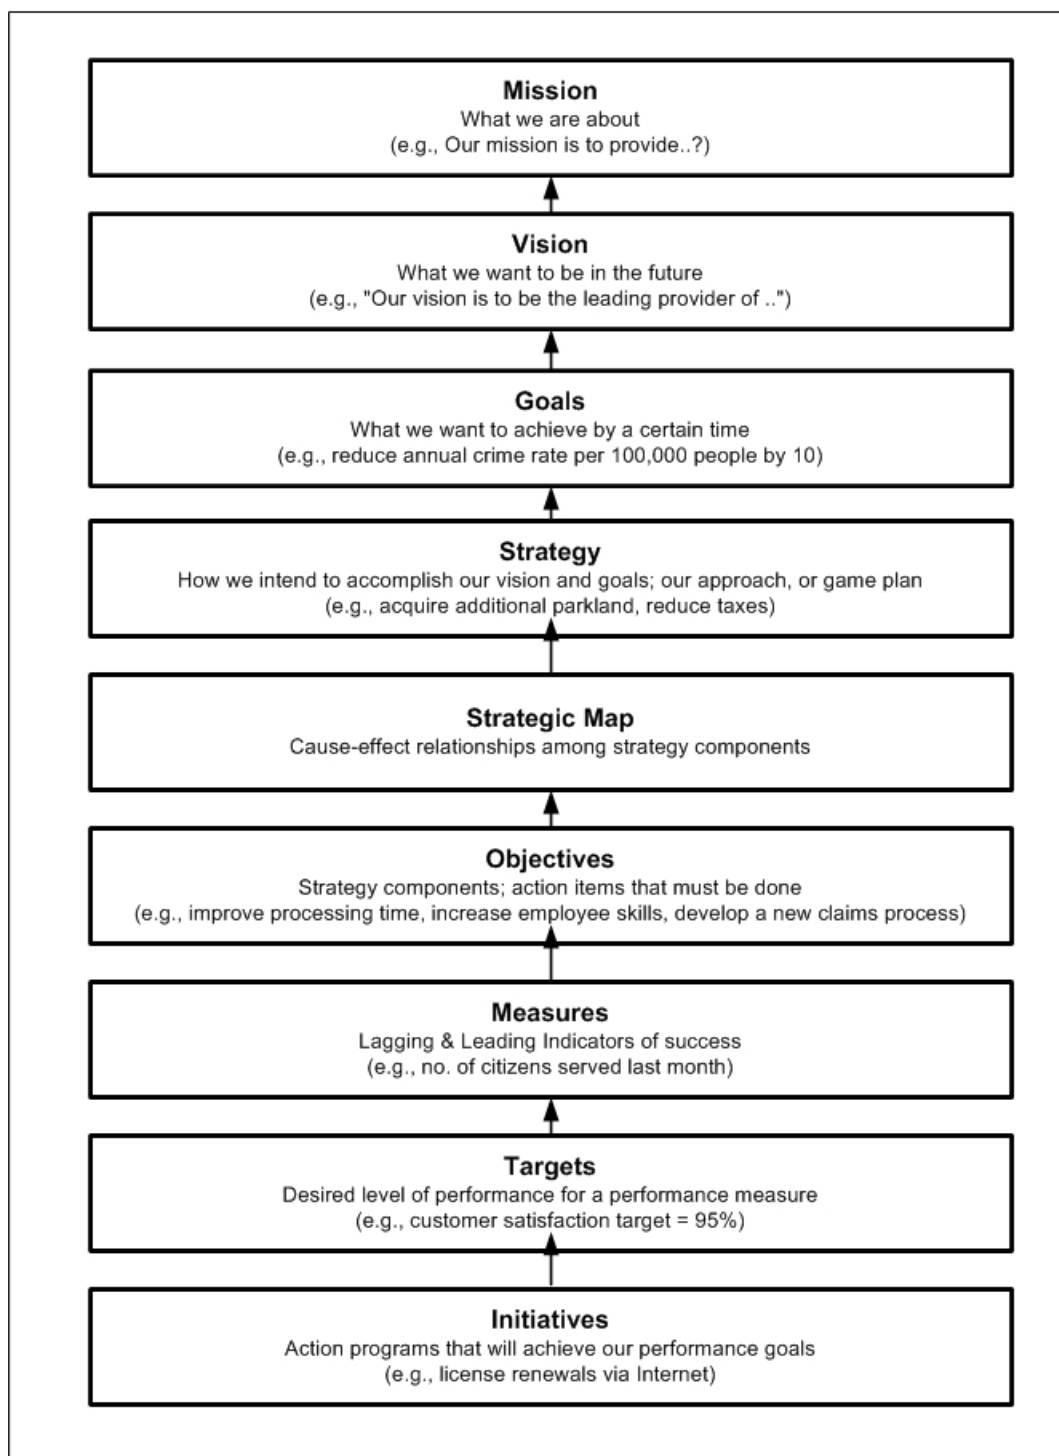 Mission
What we are about
(e.g., Our mission is to provide..?)
Vision
What we want to be in the future
(e.g., "Our vision is to be the leading provider of ..")
Goals
What we want to achieve by a certain time
(e.g., reduce annual crime rate per 100,000 people by 10)
Strategy
How we intend to accomplish our vision and goals; our approach, or game plan
(e.g., acquire additional parkland, reduce taxes)
Strategic Map
Cause-effect relationships among strategy components
Objectives
Strategy components; action items that must be done
(e.g., improve processing time, increase employee skills, develop a new claims process)
Measures
Lagging & Leading Indicators of success
(e.g., no. of citizens served last month)
Targets
Desired level of performance for a performance measure
(e.g., customer satisfaction target = 95%)
Initiatives
Action programs that will achieve our performance goals
(e.g., license renewals via Internet)